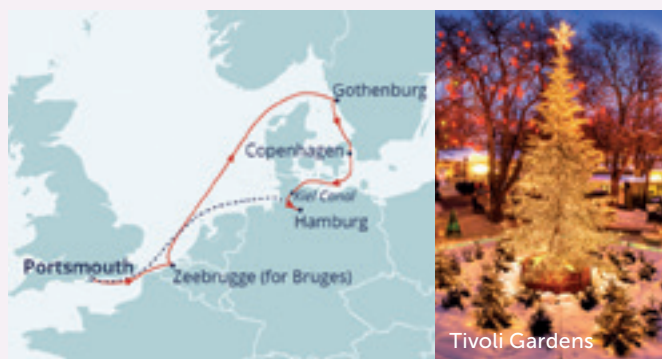 Gothenburg
Copenhagen
Kiel Canal
Hamburg
Portsmouth
Zeebrugge (for Bruges)
Tivoli Gardens